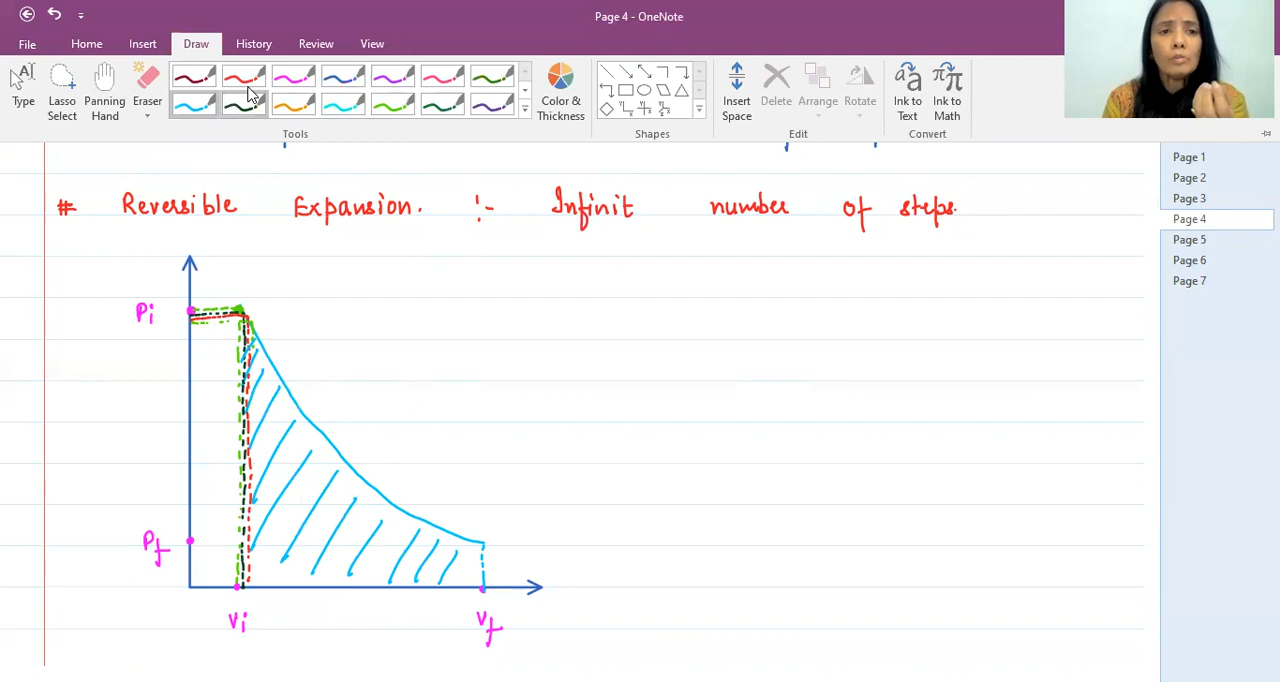 Page 4 - OneNote
File Home Insert Draw History Review View
Type
Lasso Select
Panning Hand
Eraser
Color & Thickness
Insert Space
Delete
Arrange
Rotate
Ink to Text
Ink to Math
Tools
Shapes
Edit
Convert
Page 1
Page 2
Page 3
Page 4
Page 5
Page 6
Page 7
# Reversible Expansion. :- Infinit number of steps.
Pi
Pf
Vi
Vf